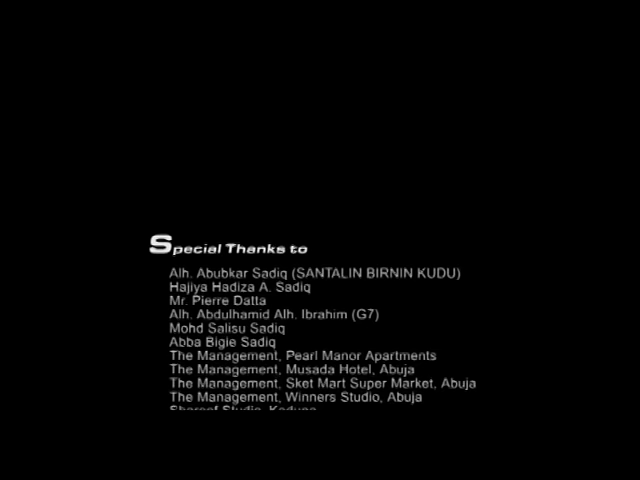 Special Thanks to
Alh. Abubkar Sadiq (SANTALIN BIRNIN KUDU)
Hajiya Hadiza A. Sadiq
Mr. Pierre Datta
Alh. Abdulhamid Alh. Ibrahim (G7)
Mohd Salisu Sadiq
Abba Bigie Sadiq
The Management, Pearl Manor Apartments
The Management, Musada Hotel, Abuja
The Management, Sket Mart Super Market, Abuja
The Management, Winners Studio, Abuja
Studio, Kaduna